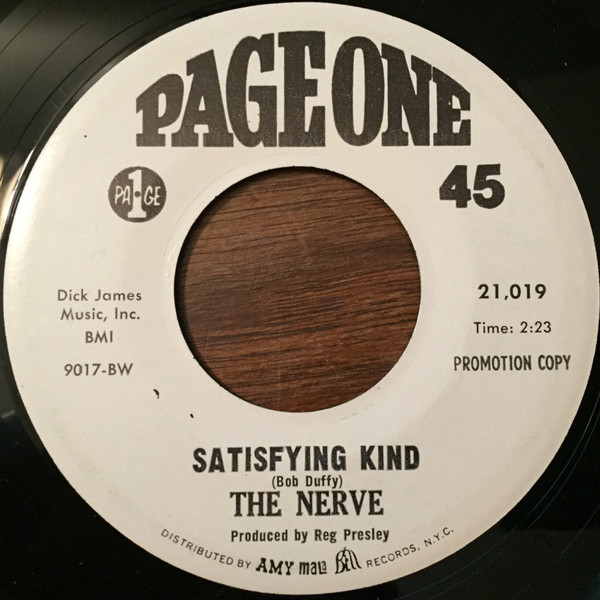 PAGE ONE
PA·1·GE
45
Dick James
Music, Inc.
BMI
9017-BW
21,019
Time: 2:23
PROMOTION COPY
SATISFYING KIND
(Bob Duffy)
THE NERVE
Produced by Reg Presley
DISTRIBUTED BY AMY mala Bell RECORDS, N.Y.C.